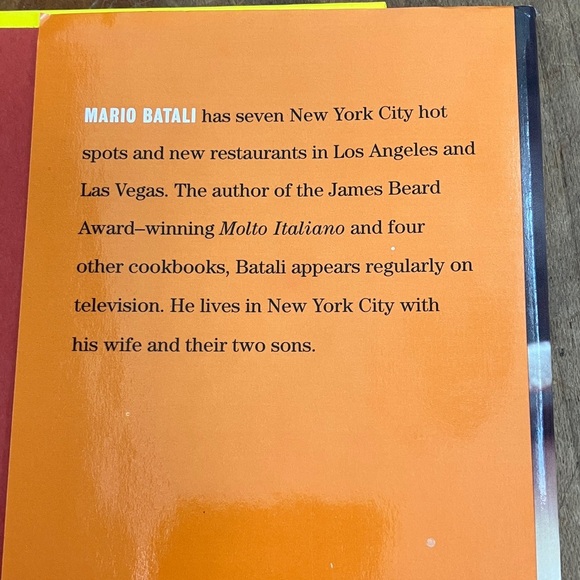 MARIO BATALI has seven New York City hot
spots and new restaurants in Los Angeles and
Las Vegas. The author of the James Beard
Award–winning Molto Italiano and four
other cookbooks, Batali appears regularly on
television. He lives in New York City with
his wife and their two sons.